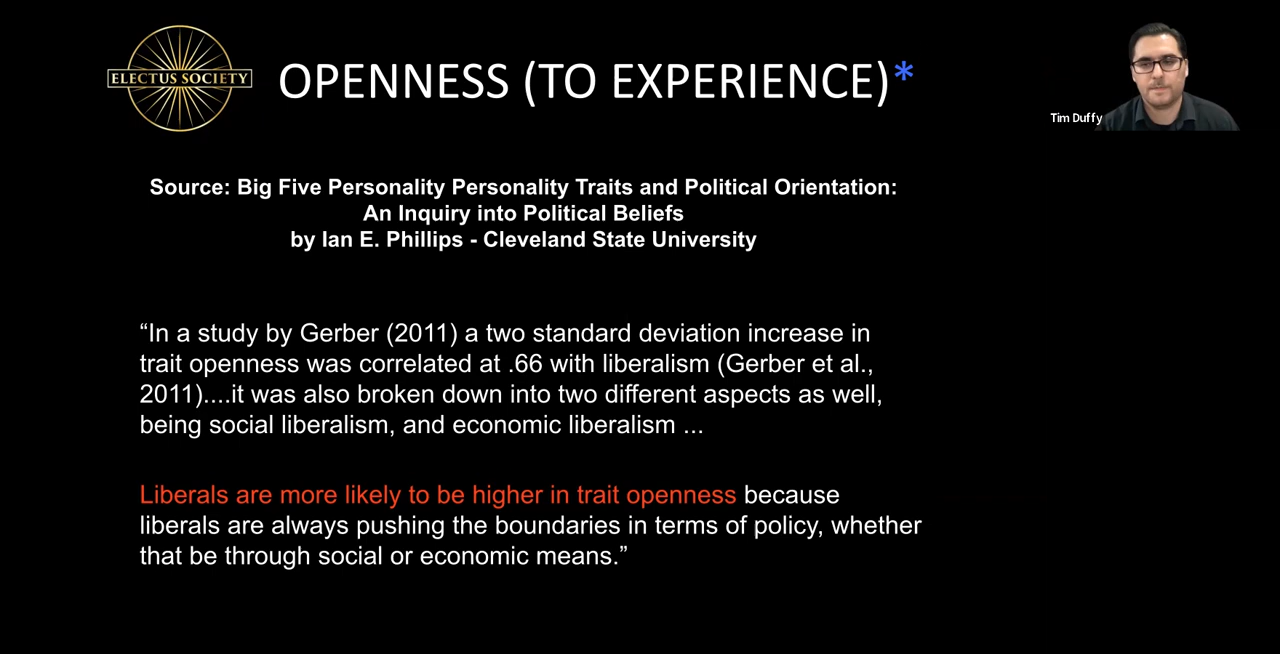 ELECTUS SOCIETY
OPENNESS (TO EXPERIENCE)*
Tim Duffy
Source: Big Five Personality Personality Traits and Political Orientation:
An Inquiry into Political Beliefs
by Ian E. Phillips - Cleveland State University
“In a study by Gerber (2011) a two standard deviation increase in
trait openness was correlated at .66 with liberalism (Gerber et al.,
2011)....it was also broken down into two different aspects as well,
being social liberalism, and economic liberalism ...
Liberals are more likely to be higher in trait openness because
liberals are always pushing the boundaries in terms of policy, whether
that be through social or economic means.”